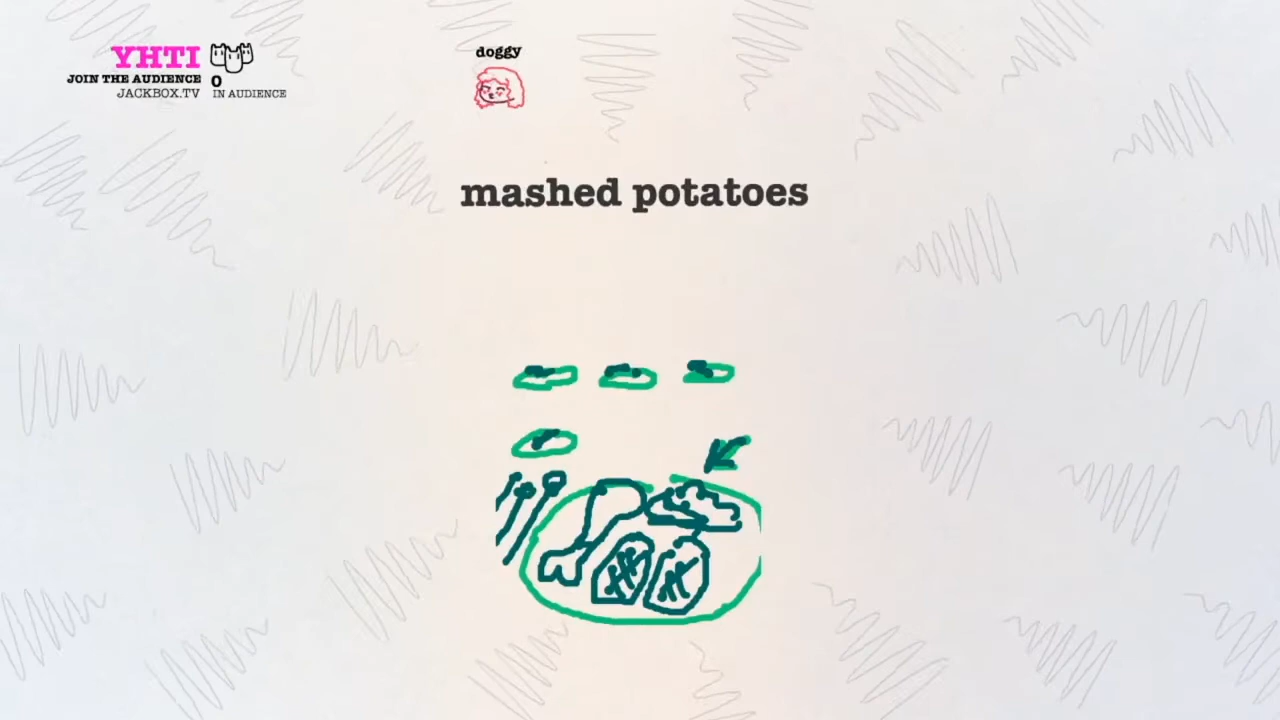 YHTI
JOIN THE AUDIENCE
JACKBOX.TV
0
IN AUDIENCE
doggy
mashed potatoes